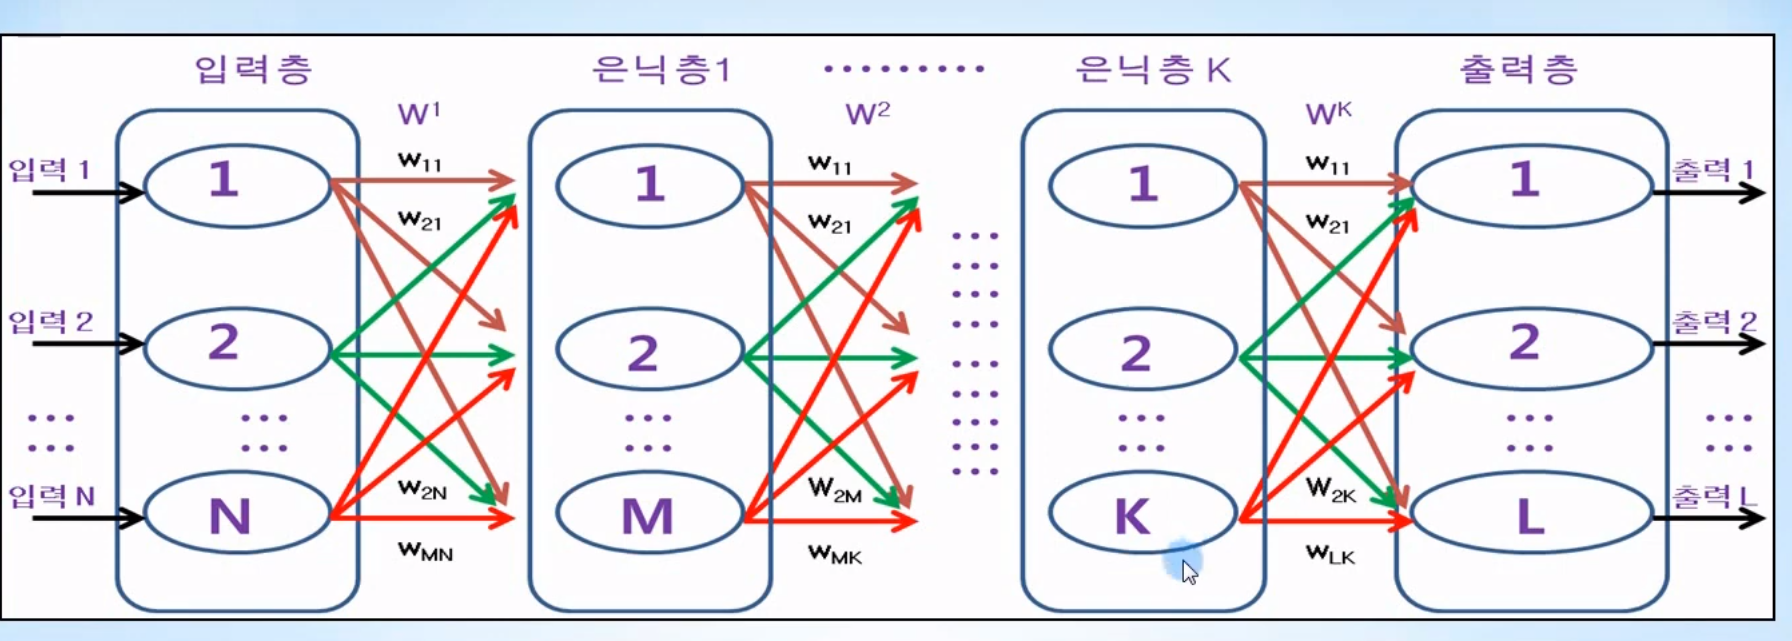 입력층 은닉층1 ········· 은닉층 K 출력층
W¹ W² Wᴷ
입력 1 1 w₁₁ 1 w₁₁ 1 w₁₁ 1 출력 1
w₂₁ w₂₁ w₂₁
입력 2 2 2 2 2 출력 2
··· ··· ··· ··· ··· ···
··· ··· ··· ··· ··· ···
입력 N N w₂N M W₂M K W₂K L 출력 L
wMN wMK wLK